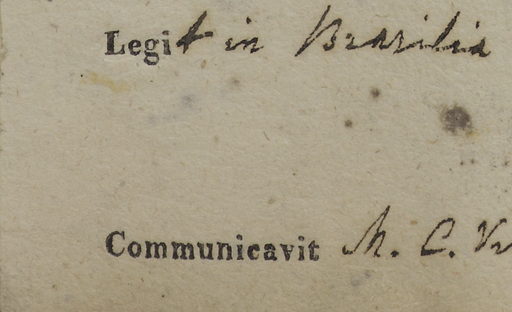 Legit in Brasilia
Communicavit M. C. V